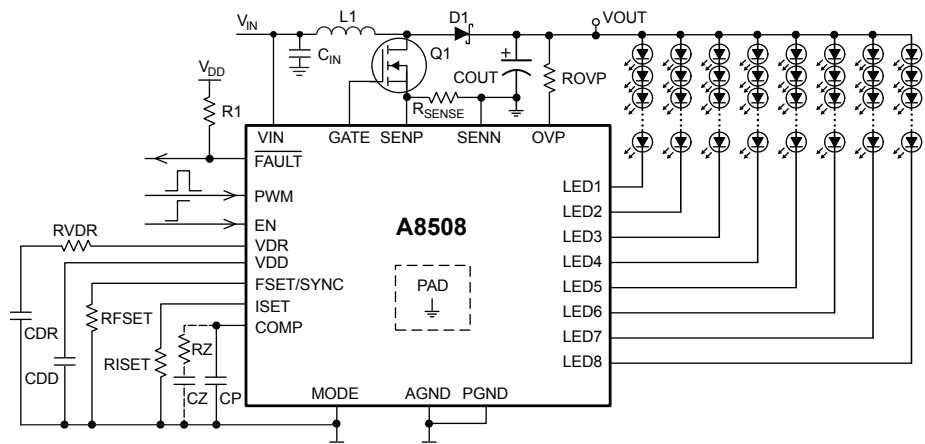 VIN
L1
D1
VOUT
CIN
Q1
COUT
+
ROVP
VDD
R1
RSENSE
VIN
GATE
SENP
SENN
OVP
FAULT
PWM
EN
VDR
VDD
FSET/SYNC
ISET
COMP
A8508
PAD
LED1
LED2
LED3
LED4
LED5
LED6
LED7
LED8
RVDR
CDR
CDD
RFSET
RISET
RZ
CZ
CP
MODE
AGND
PGND